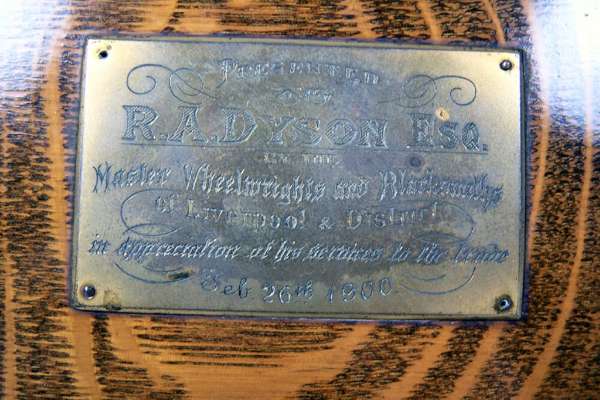 PRESENTED
R.A. DYSON ESQ.
BY THE
Master Wheelwrights and Blacksmiths
of Liverpool & District
in appreciation of his services to the trade
Feb 26th 1900